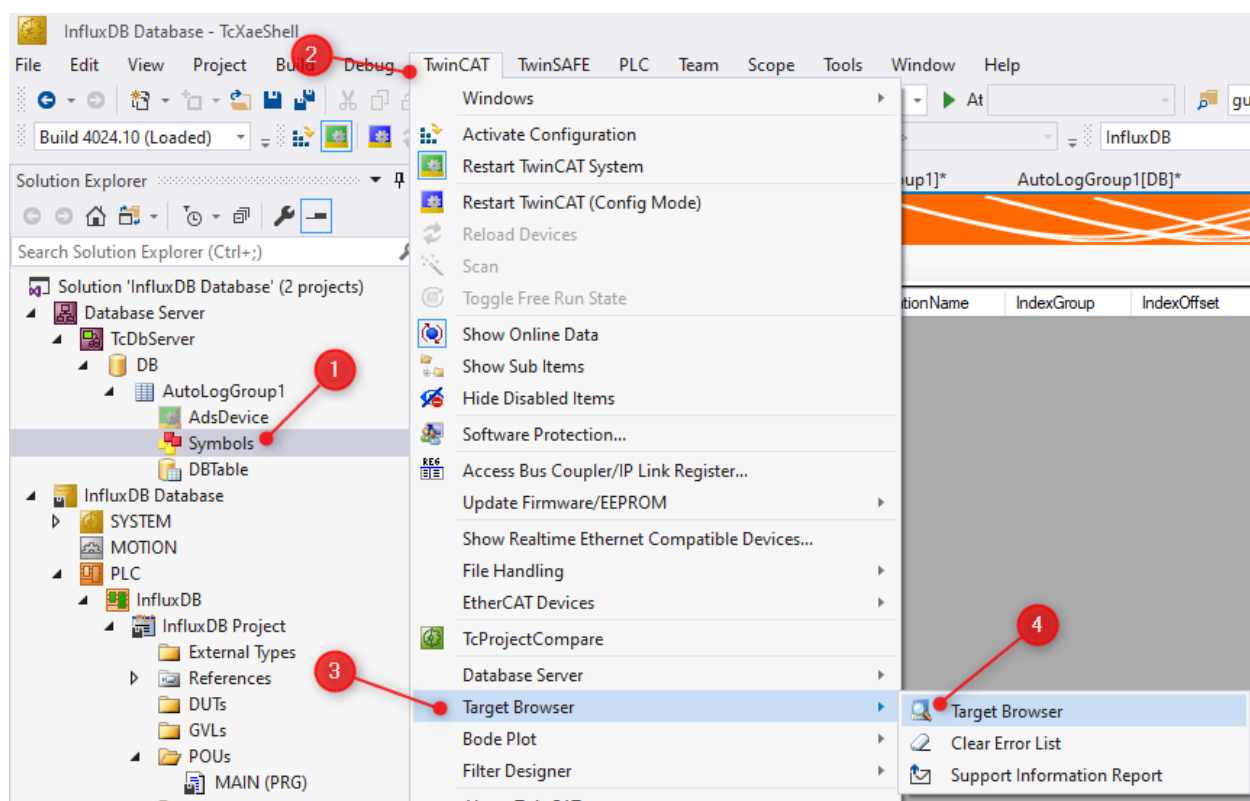 InfluxDB Database - TcXaeShell
2
File Edit View Project Build Debug TwinCAT TwinSAFE PLC Team Scope Tools Window Help
At
Build 4024.10 (Loaded)
InfluxDB
Solution Explorer
AutoLogGroup1[DB]*
Search Solution Explorer (Ctrl+;)
IndexGroup IndexOffset
Solution 'InfluxDB Database' (2 projects)
Database Server
TcDbServer
DB
1
AutoLogGroup1
AdsDevice
Symbols
DBTable
InfluxDB Database
SYSTEM
MOTION
PLC
InfluxDB
InfluxDB Project
External Types
References
3
DUTs
GVLs
POUs
MAIN (PRG)
Windows
Activate Configuration
Restart TwinCAT System
Restart TwinCAT (Config Mode)
Reload Devices
Scan
Toggle Free Run State
Show Online Data
Show Sub Items
Hide Disabled Items
Software Protection...
REG
Access Bus Coupler/IP Link Register...
Update Firmware/EEPROM
Show Realtime Ethernet Compatible Devices...
File Handling
EtherCAT Devices
TcProjectCompare
Database Server
Target Browser
Bode Plot
Filter Designer
4
Target Browser
Clear Error List
Support Information Report